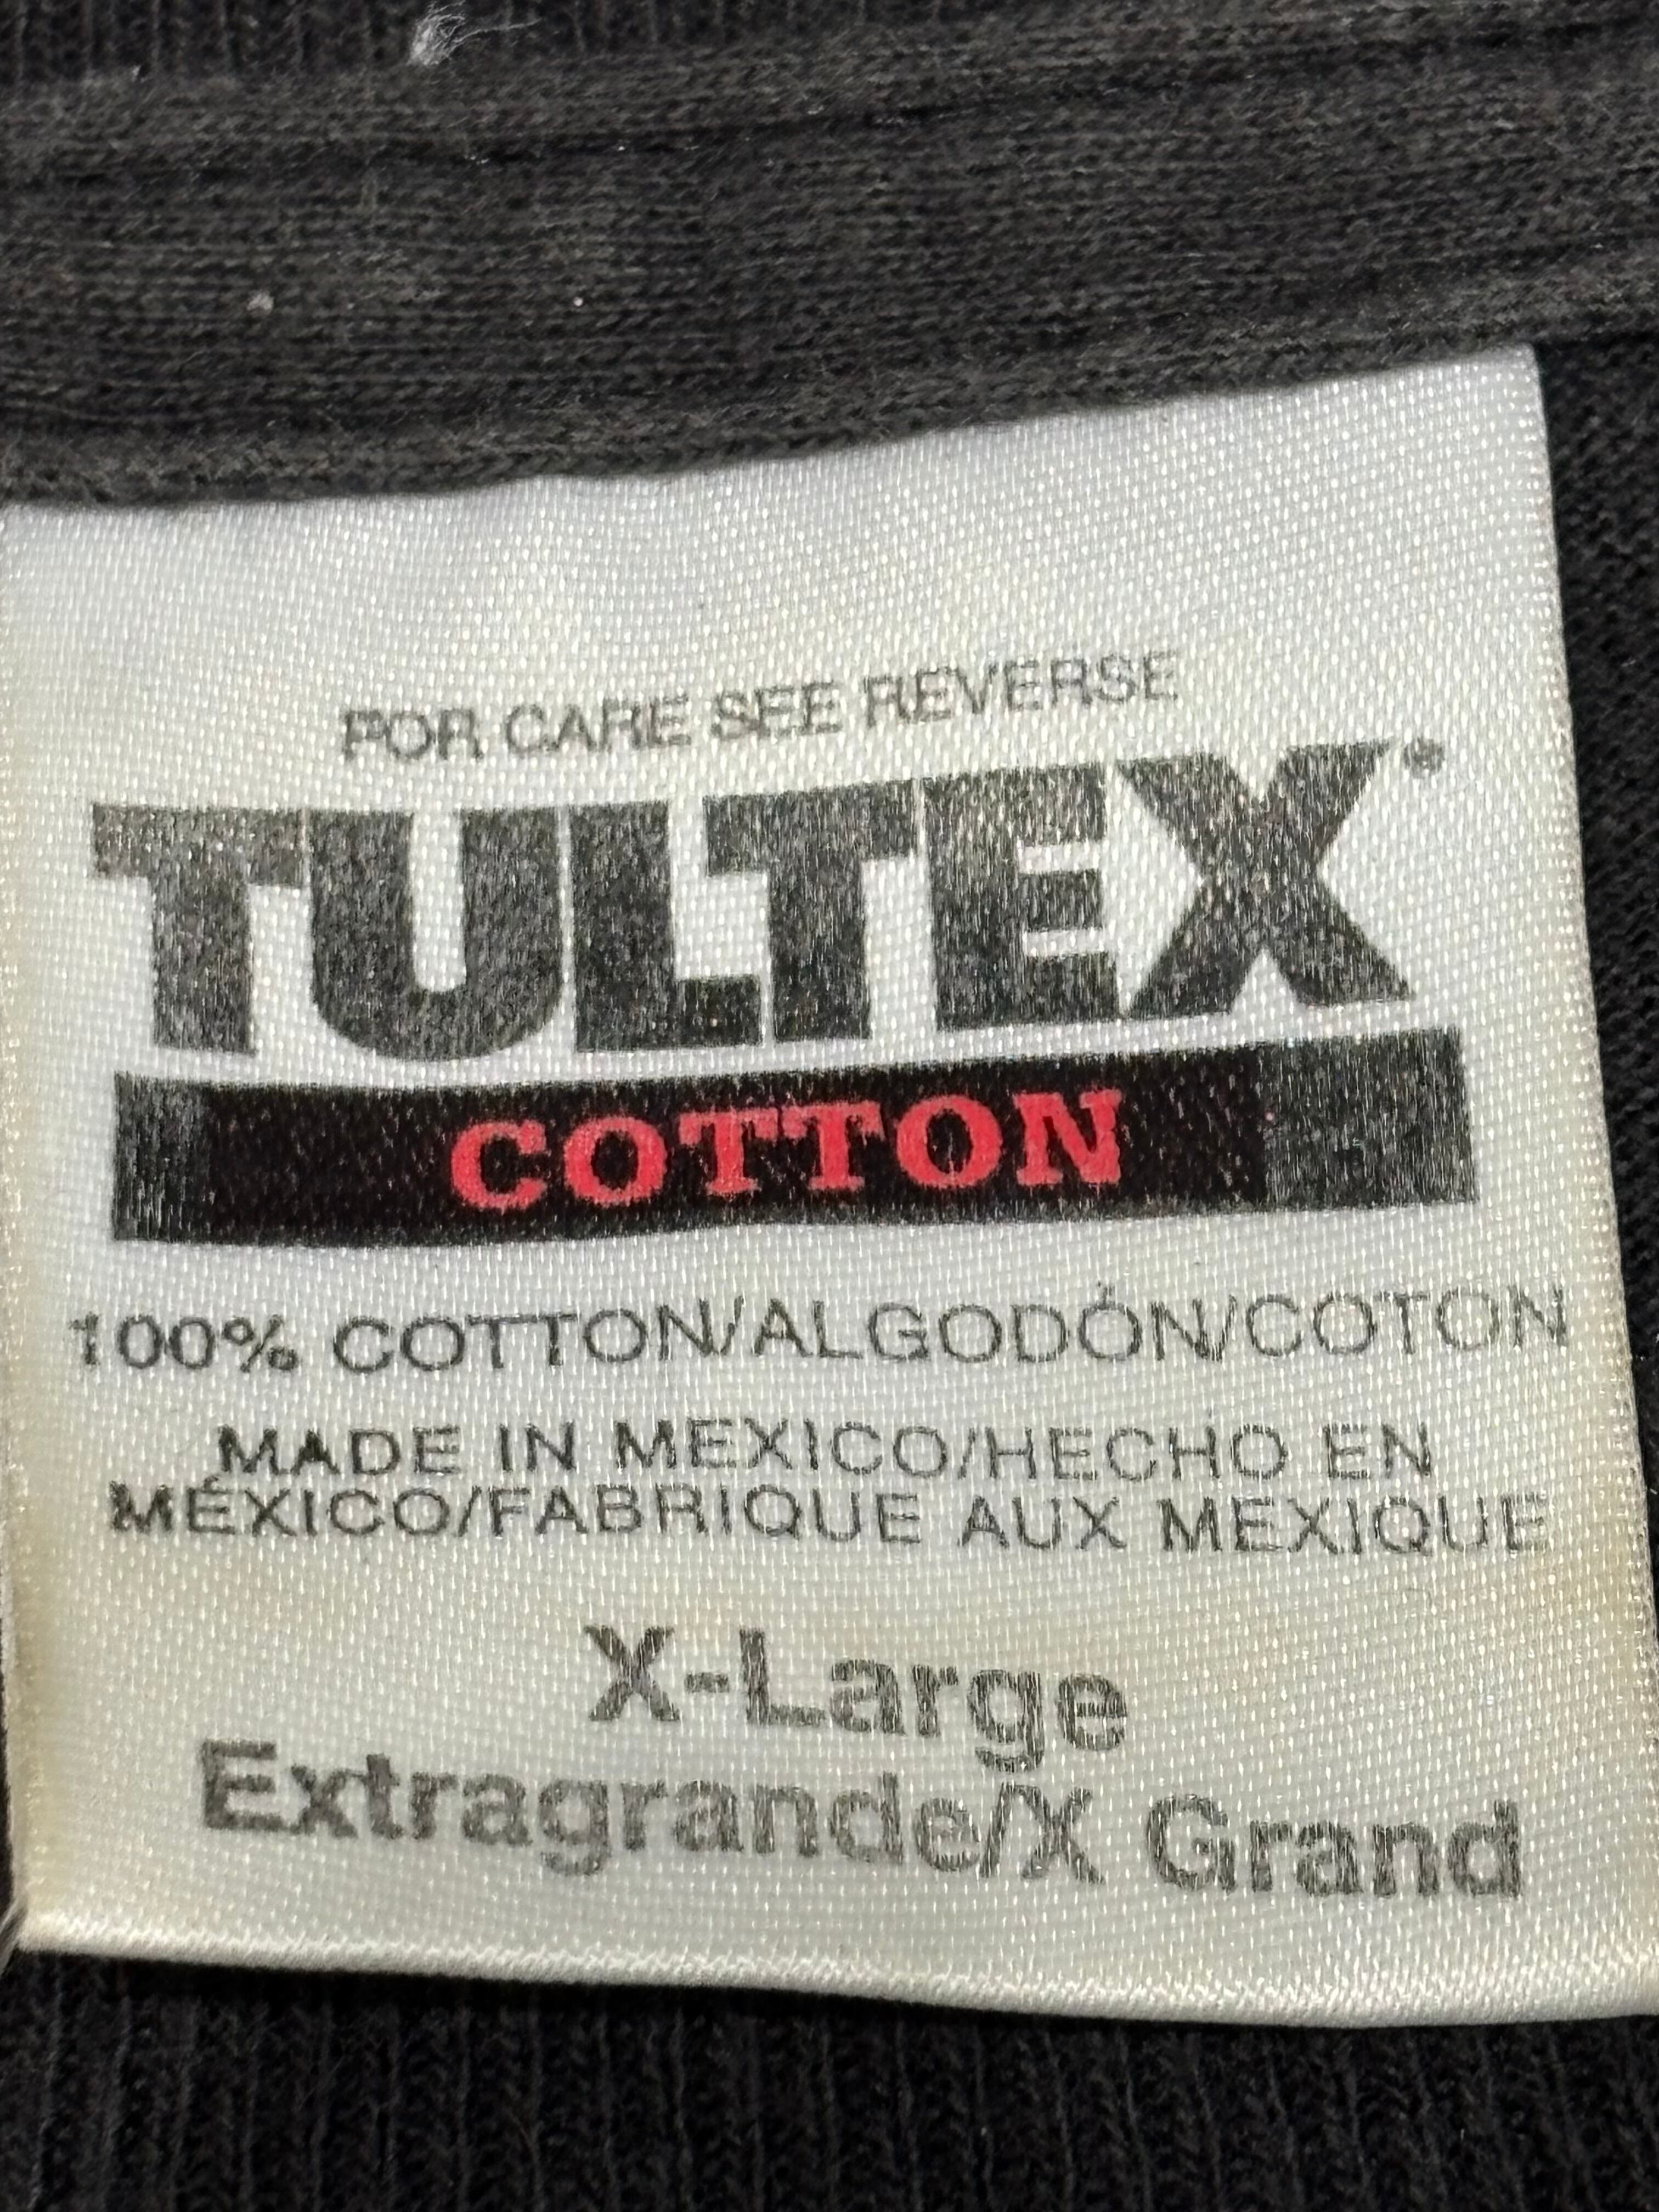 FOR CARE SEE REVERSE
TULTEX®
COTTON
100% COTTON/ALGODÓN/COTON
MADE IN MEXICO/HECHO EN
MÉXICO/FABRIQUE AUX MEXIQUE
X-Large
Extragrande/X Grand